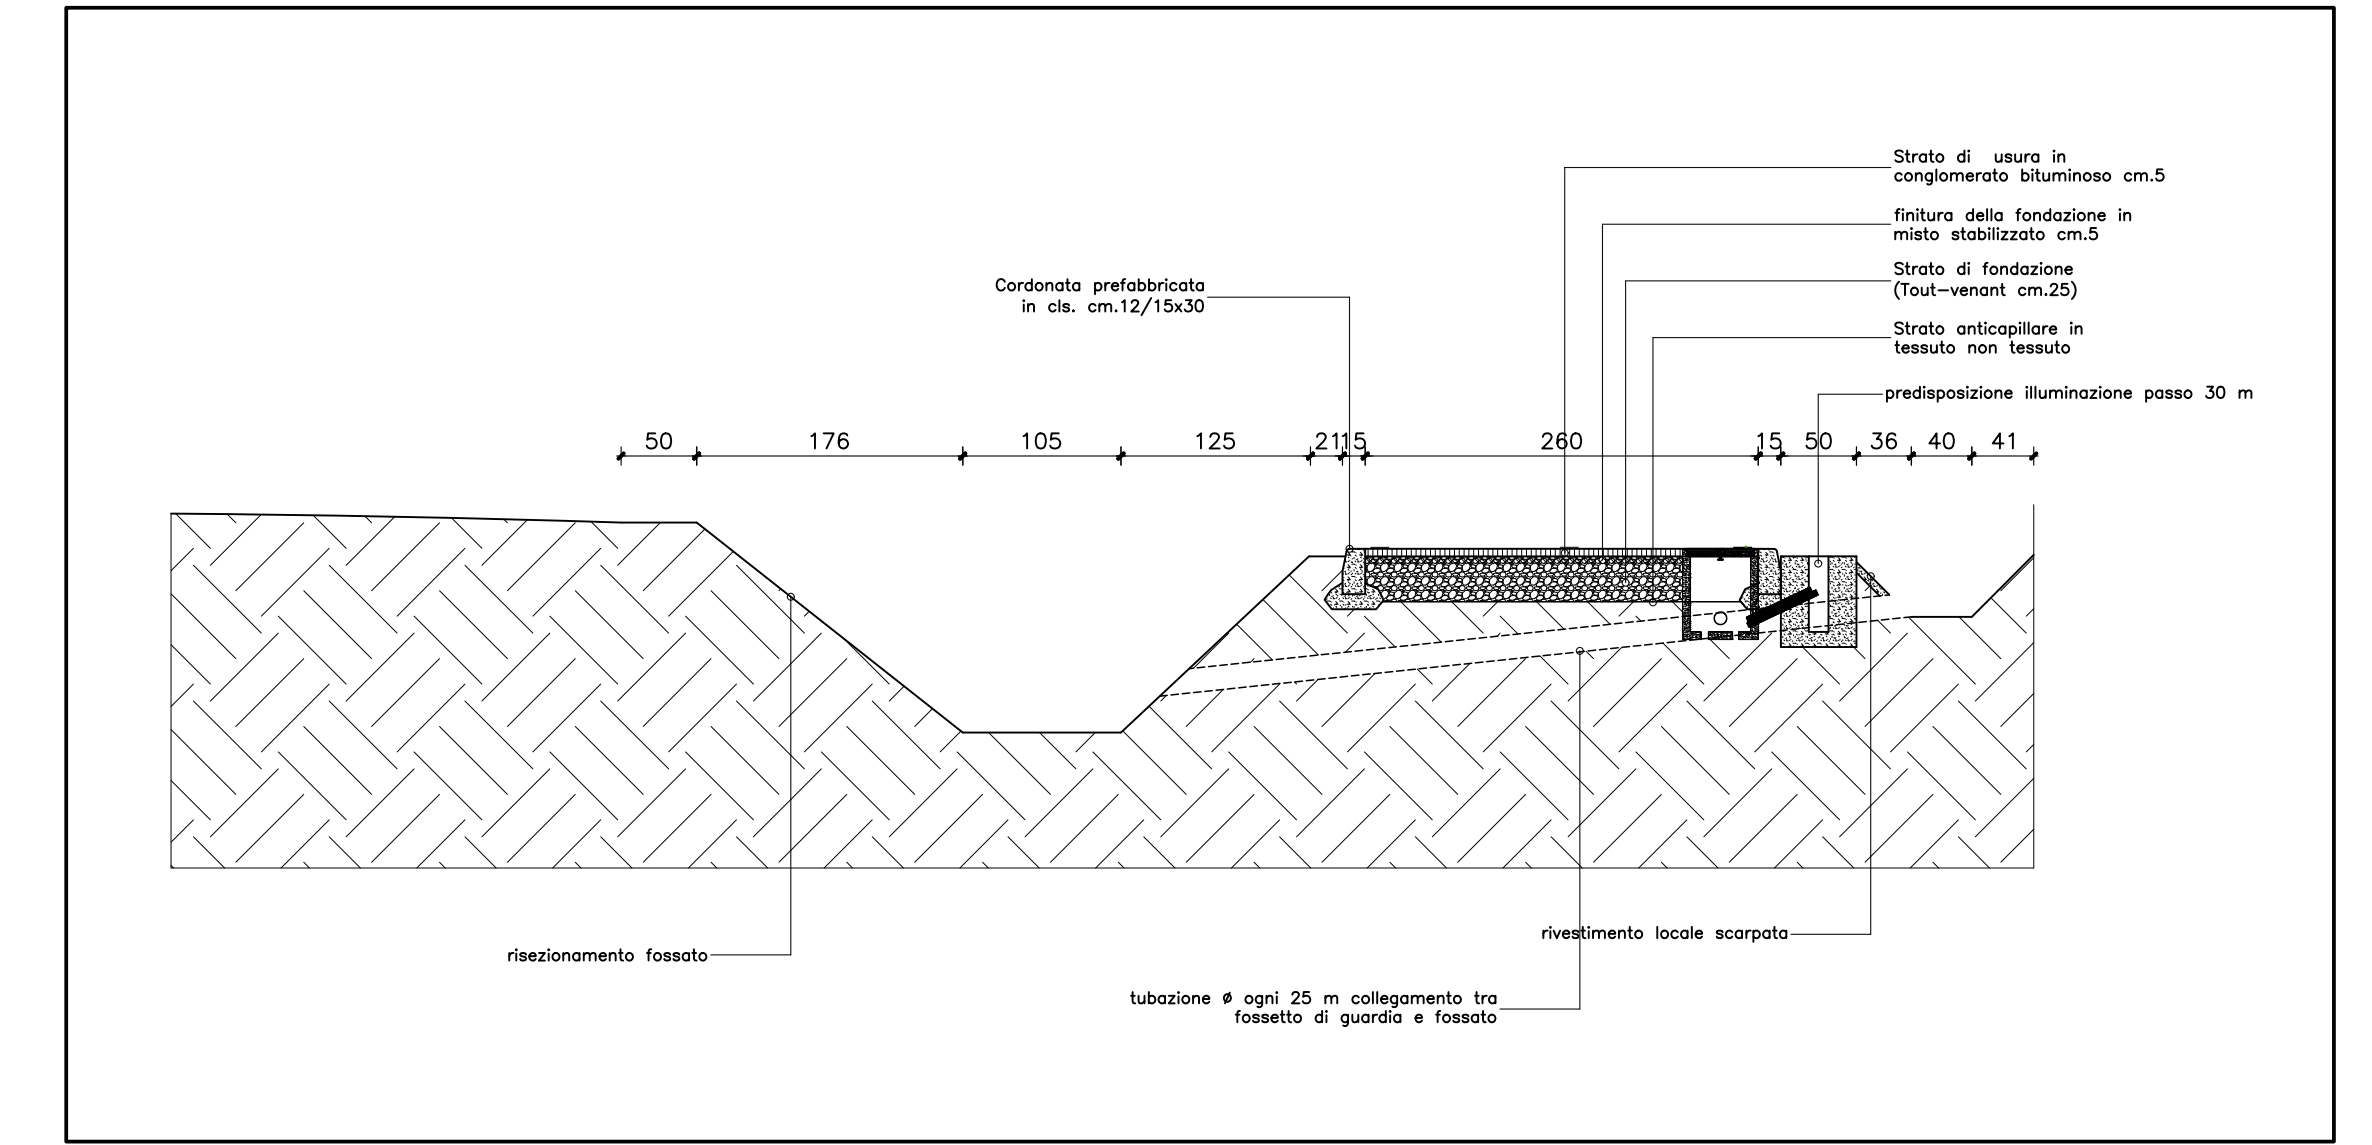 Strato di usura in
conglomerato bituminoso cm.5
finitura della fondazione in
misto stabilizzato cm.5
Strato di fondazione
(Tout-venant cm.25)
Cordonata prefabbricata
in cls. cm.12/15x30
Strato anticapillare in
tessuto non tessuto
predisposizione illuminazione passo 30 m
50 176 105 125 21 15 260 15 50 36 40 41
rivestimento locale scarpata
risezionamento fossato
tubazione ø ogni 25 m collegamento tra
fossetto di guardia e fossato